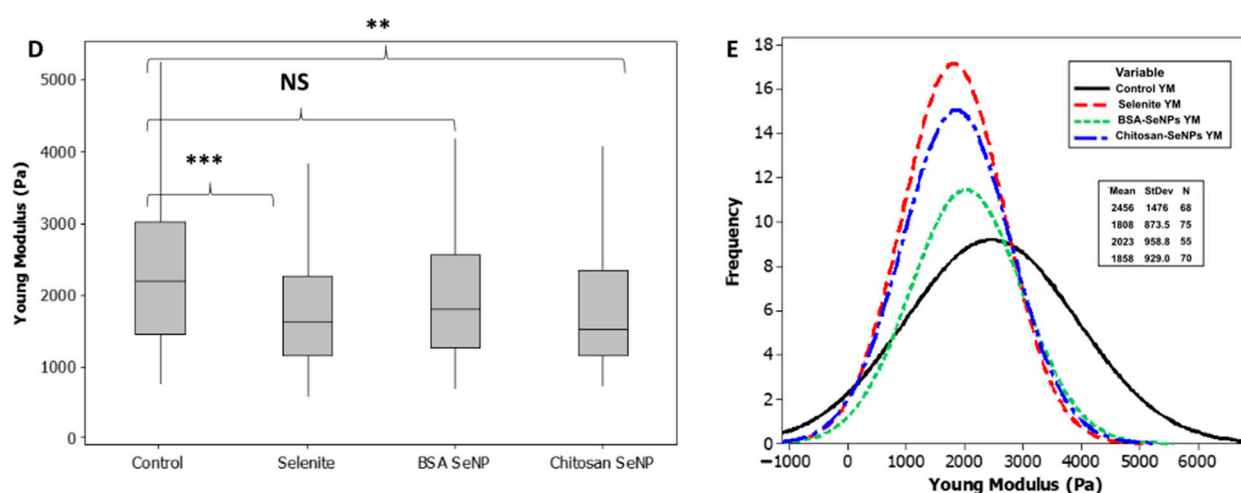 D
**
NS
***
Young Modulus (Pa)
5000
4000
3000
2000
1000
0
Control Selenite BSA SeNP Chitosan SeNP
E
Frequency
18
16
14
12
10
8
6
4
2
0
−1000 0 1000 2000 3000 4000 5000 6000
Young Modulus (Pa)
Variable
Control YM
Selenite YM
BSA-SeNPs YM
Chitosan-SeNPs YM
Mean StDev N
2456 1476 68
1808 873.5 75
2023 958.8 55
1858 929.0 70